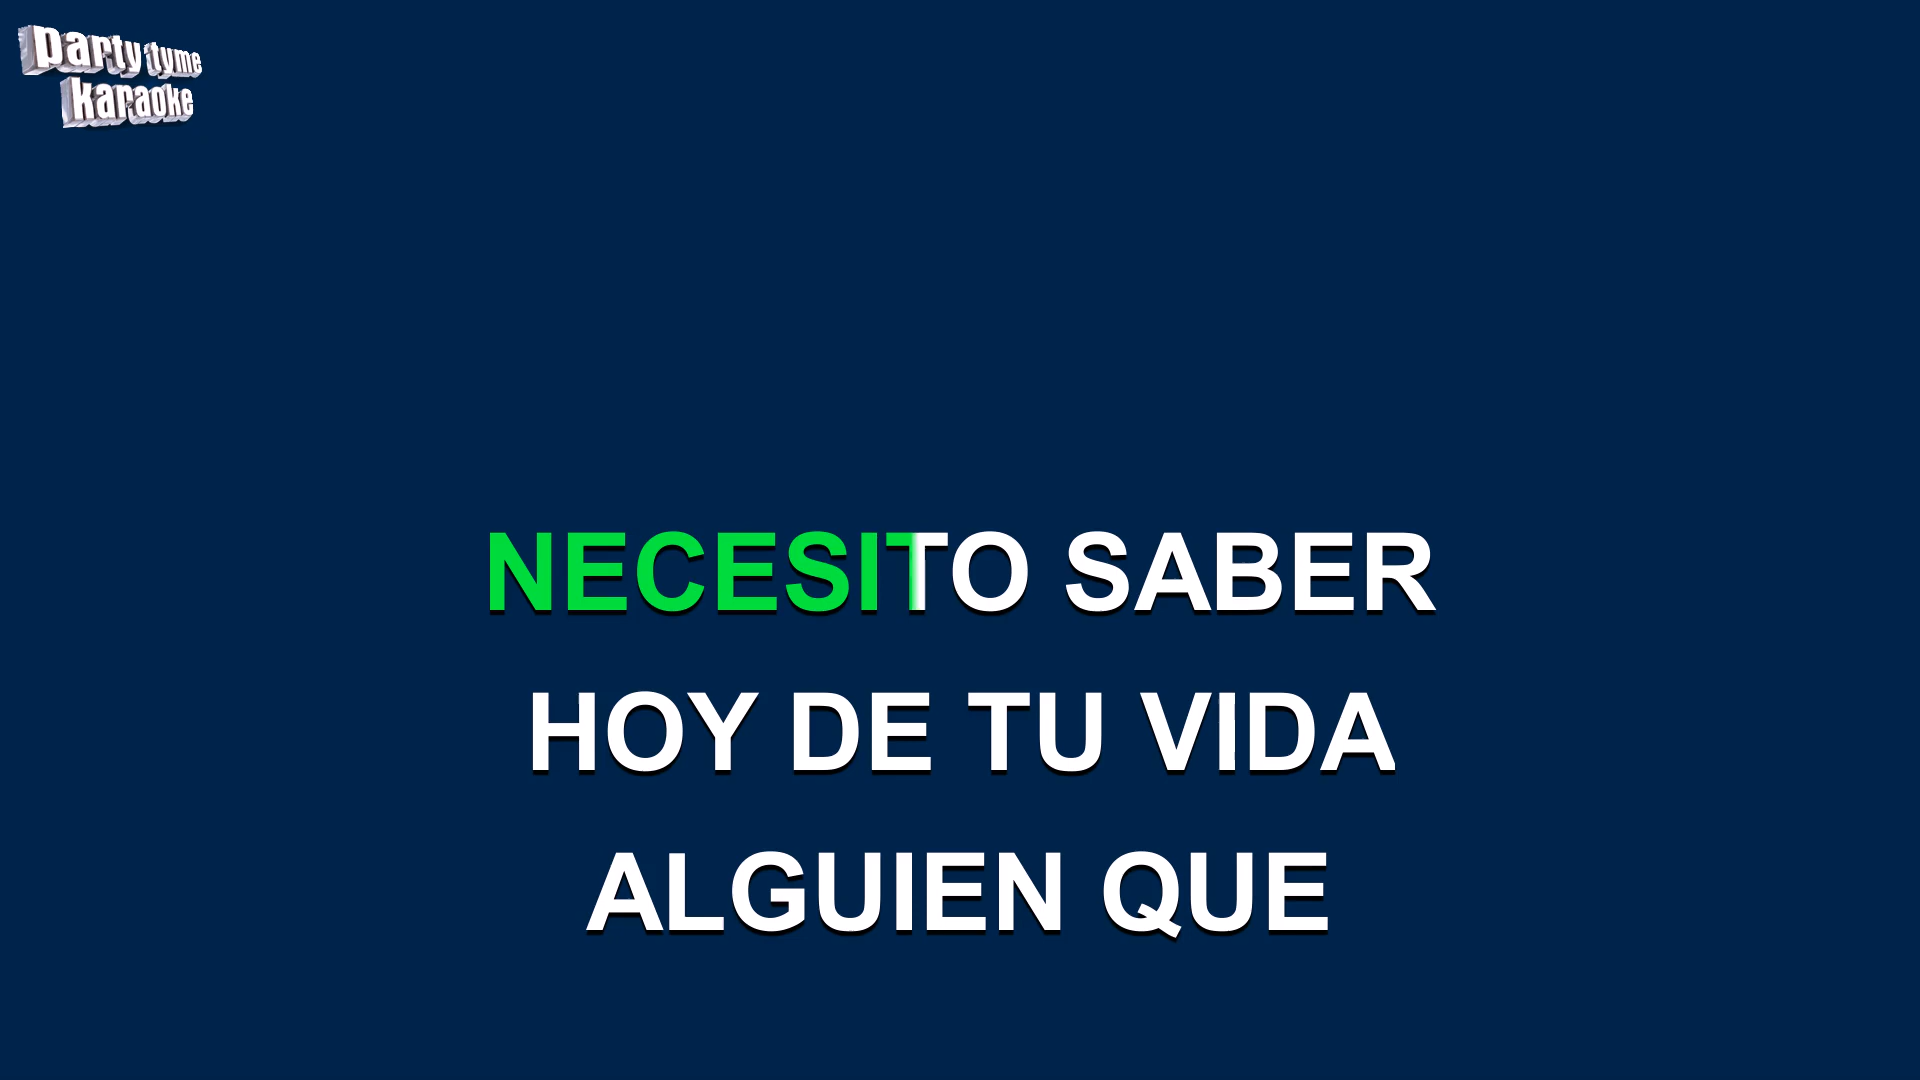 party tyme
karaoke
NECESITO SABER
HOY DE TU VIDA
ALGUIEN QUE